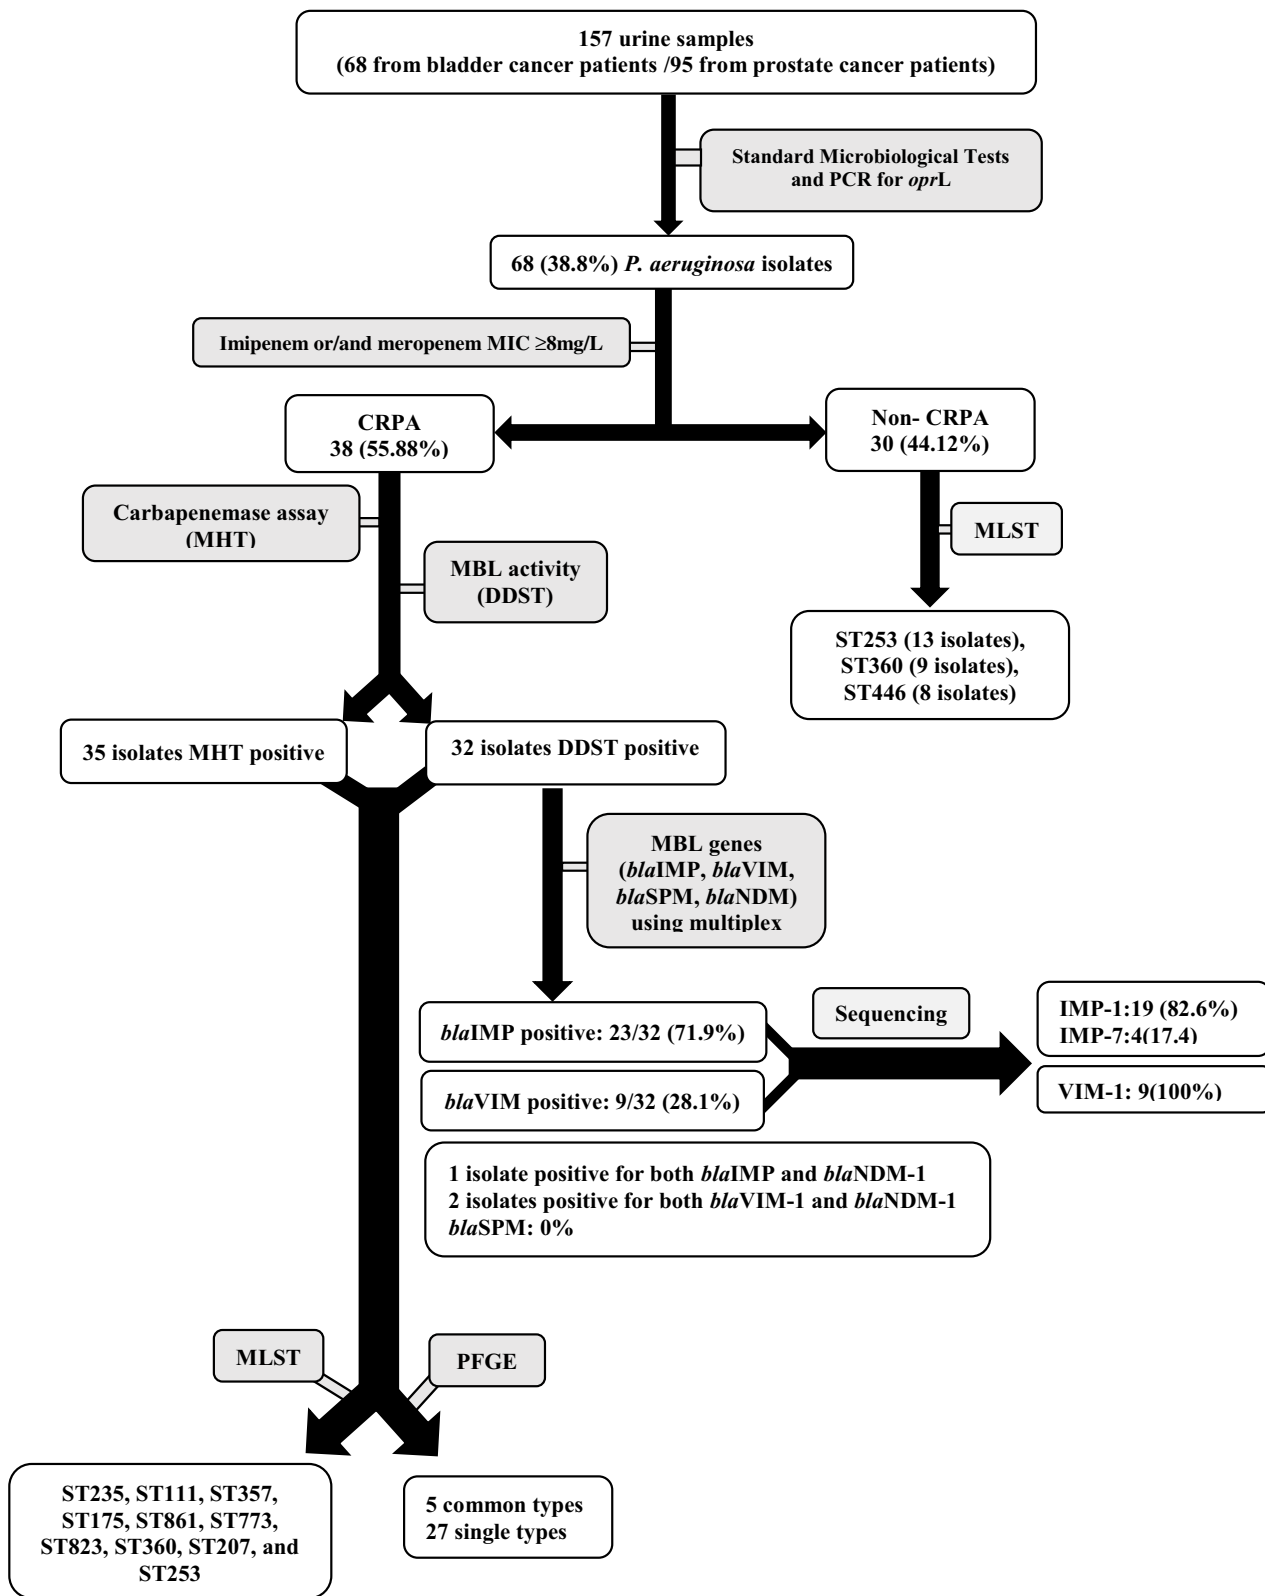 157 urine samples
(68 from bladder cancer patients /95 from prostate cancer patients)
Standard Microbiological Tests
and PCR for oprL
68 (38.8%) P. aeruginosa isolates
Imipenem or/and meropenem MIC ≥8mg/L
CRPA
38 (55.88%)
Non- CRPA
30 (44.12%)
Carbapenemase assay
(MHT)
MBL activity
(DDST)
MLST
ST253 (13 isolates),
ST360 (9 isolates),
ST446 (8 isolates)
35 isolates MHT positive
32 isolates DDST positive
MBL genes
(blaIMP, blaVIM,
blaSPM, blaNDM)
using multiplex
blaIMP positive: 23/32 (71.9%)
blaVIM positive: 9/32 (28.1%)
Sequencing
IMP-1:19 (82.6%)
IMP-7:4(17.4)
VIM-1: 9(100%)
1 isolate positive for both blaIMP and blaNDM-1
2 isolates positive for both blaVIM-1 and blaNDM-1
blaSPM: 0%
MLST
PFGE
ST235, ST111, ST357,
ST175, ST861, ST773,
ST823, ST360, ST207, and
ST253
5 common types
27 single types